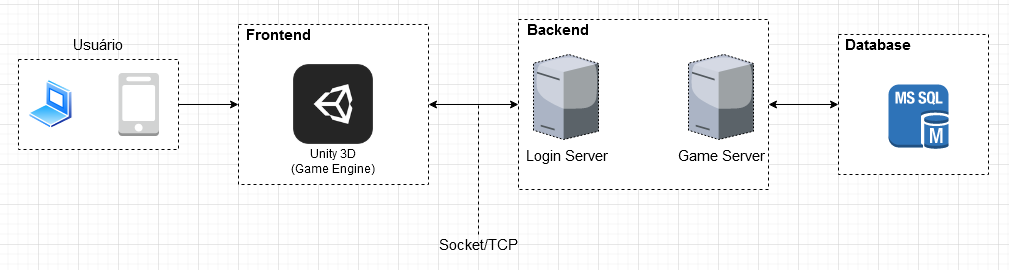 Usuário
Frontend
Unity 3D
(Game Engine)
Backend
Login Server
Game Server
Database
MS SQL
M
Socket/TCP